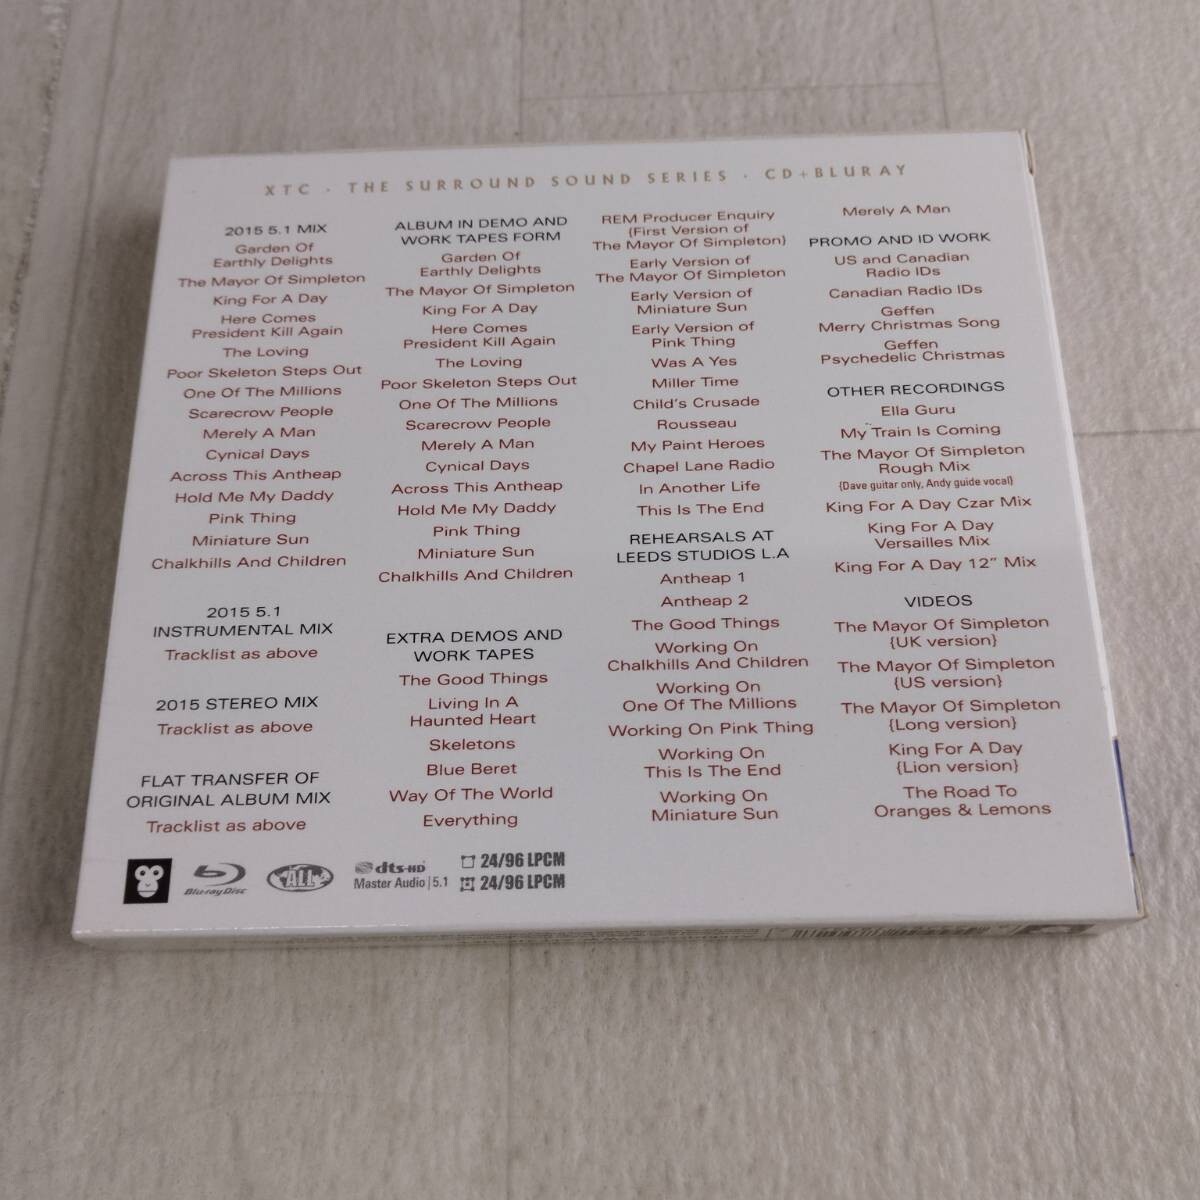 XTC · THE SURROUND SOUND SERIES · CD+BLURAY
2015 5.1 MIX
Garden Of
Earthly Delights
The Mayor Of Simpleton
King For A Day
Here Comes
President Kill Again
The Loving
Poor Skeleton Steps Out
One Of The Millions
Scarecrow People
Merely A Man
Cynical Days
Across This Antheap
Hold Me My Daddy
Pink Thing
Miniature Sun
Chalkhills And Children
2015 5.1
INSTRUMENTAL MIX
Tracklist as above
2015 STEREO MIX
Tracklist as above
FLAT TRANSFER OF
ORIGINAL ALBUM MIX
Tracklist as above
ALBUM IN DEMO AND
WORK TAPES FORM
Garden Of
Earthly Delights
The Mayor Of Simpleton
King For A Day
Here Comes
President Kill Again
The Loving
Poor Skeleton Steps Out
One Of The Millions
Scarecrow People
Merely A Man
Cynical Days
Across This Antheap
Hold Me My Daddy
Pink Thing
Miniature Sun
Chalkhills And Children
EXTRA DEMOS AND
WORK TAPES
The Good Things
Living In A
Haunted Heart
Skeletons
Blue Beret
Way Of The World
Everything
REM Producer Enquiry
{First Version of
The Mayor Of Simpleton}
Early Version of
The Mayor Of Simpleton
Early Version of
Miniature Sun
Early Version of
Pink Thing
Was A Yes
Miller Time
Child's Crusade
Rousseau
My Paint Heroes
Chapel Lane Radio
In Another Life
This Is The End
REHEARSALS AT
LEEDS STUDIOS L.A
Antheap 1
Antheap 2
The Good Things
Working On
Chalkhills And Children
Working On
One Of The Millions
Working On Pink Thing
Working On
This Is The End
Working On
Miniature Sun
Merely A Man
PROMO AND ID WORK
US and Canadian
Radio IDs
Canadian Radio IDs
Geffen
Merry Christmas Song
Geffen
Psychedelic Christmas
OTHER RECORDINGS
Ella Guru
My Train Is Coming
The Mayor Of Simpleton
Rough Mix
{Dave guitar only, Andy guide vocal}
King For A Day Czar Mix
King For A Day
Versailles Mix
King For A Day 12" Mix
VIDEOS
The Mayor Of Simpleton
{UK version}
The Mayor Of Simpleton
{US version}
The Mayor Of Simpleton
{Long version}
King For A Day
{Lion version}
The Road To
Oranges & Lemons
Blu-ray Disc
ALL
dts-HD
Master Audio | 5.1
24/96 LPCM
24/96 LPCM